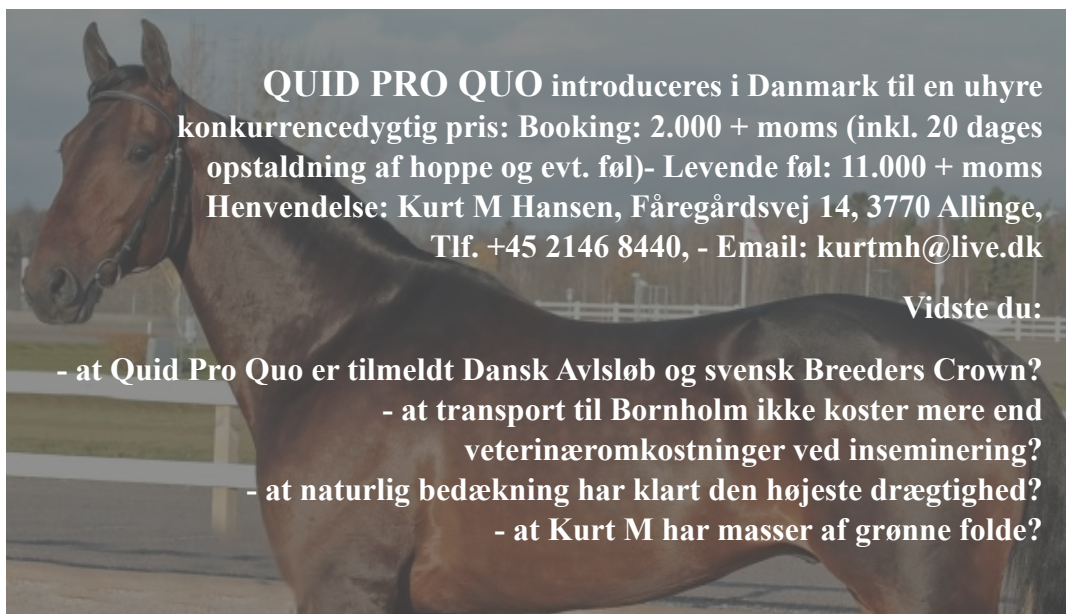 QUID PRO QUO introduceres i Danmark til en uhyre
konkurrencedygtig pris: Booking: 2.000 + moms (inkl. 20 dages
opstaldning af hoppe og evt. føl)- Levende føl: 11.000 + moms
Henvendelse: Kurt M Hansen, Fåregårdsvej 14, 3770 Allinge,
Tlf. +45 2146 8440, - Email: kurtmh@live.dk
Vidste du:
- at Quid Pro Quo er tilmeldt Dansk Avlsløb og svensk Breeders Crown?
- at transport til Bornholm ikke koster mere end
veterinæromkostninger ved inseminering?
- at naturlig bedækning har klart den højeste drægtighed?
- at Kurt M har masser af grønne folde?